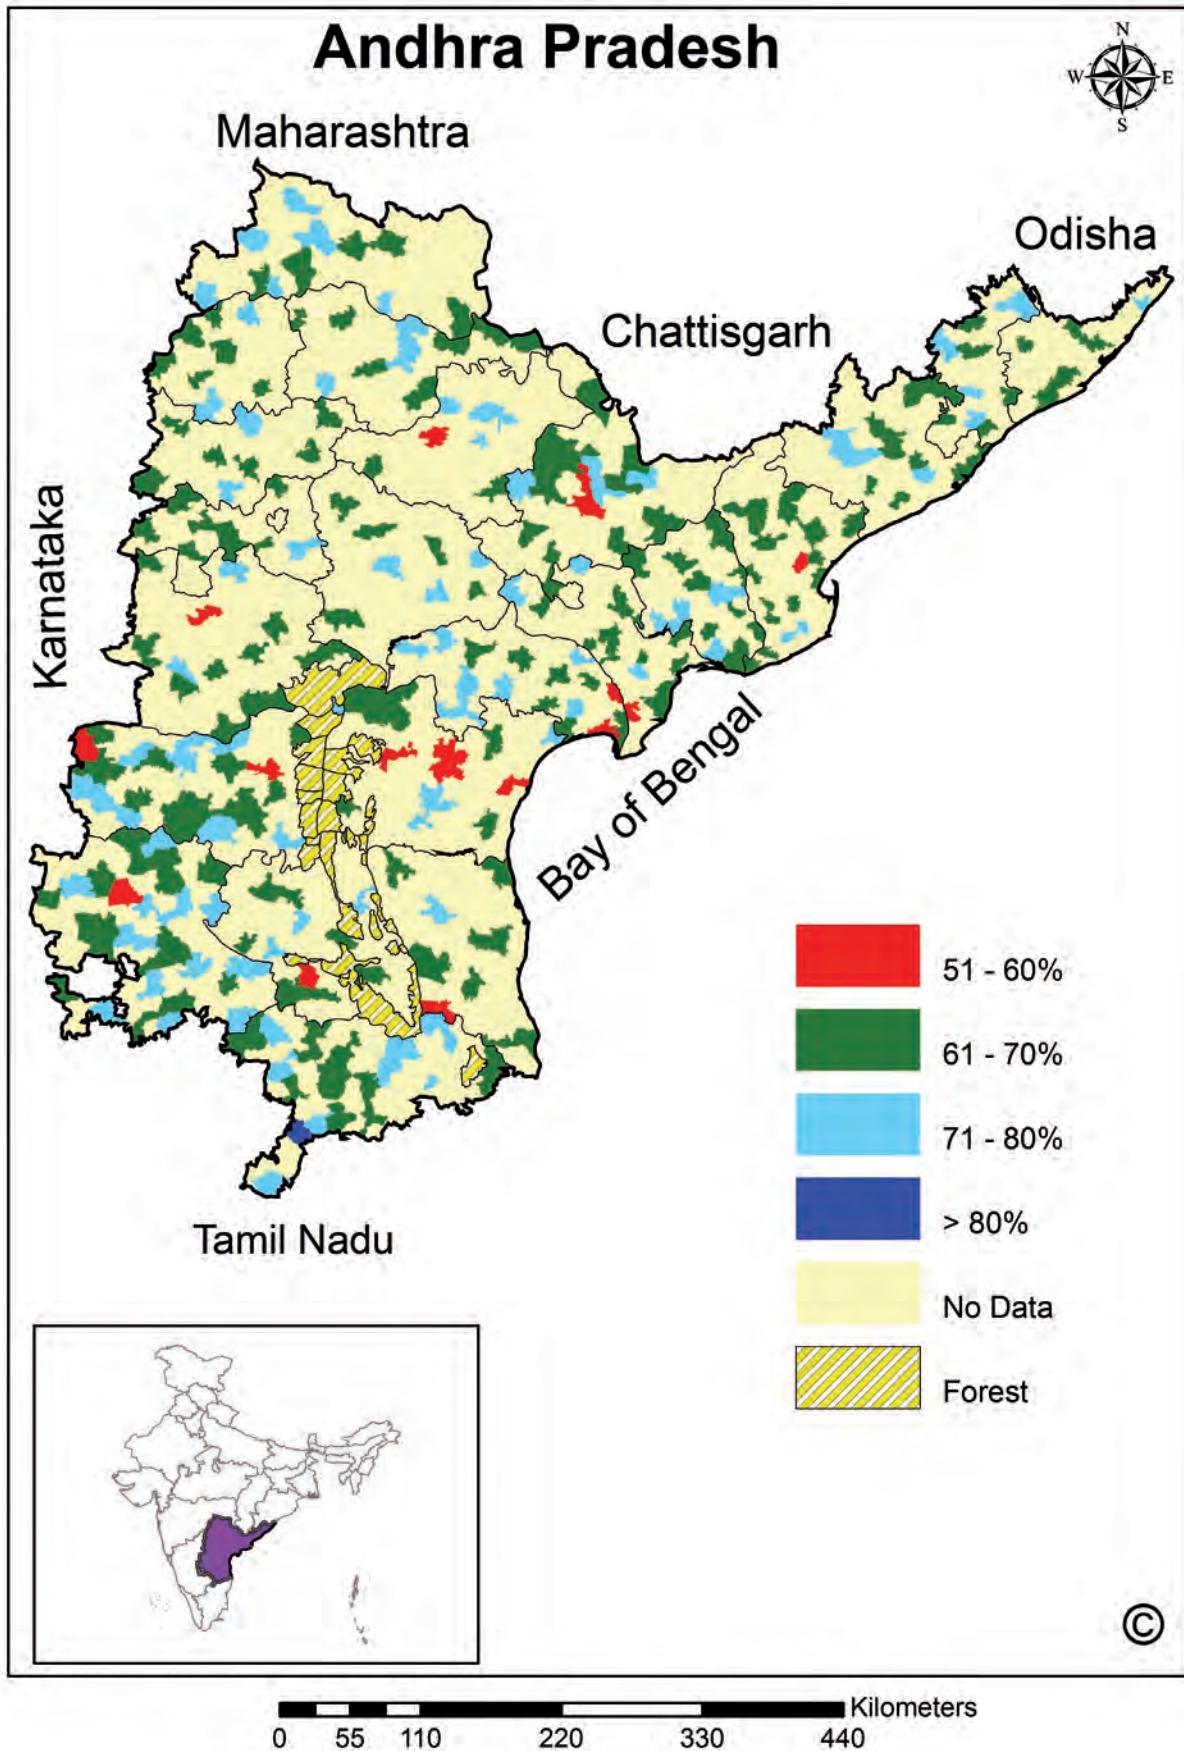 Andhra Pradesh
N
W E
S
Maharashtra
Odisha
Chattisgarh
Karnataka
Bay of Bengal
51 - 60%
61 - 70%
71 - 80%
> 80%
No Data
Forest
Tamil Nadu
©
Kilometers
0 55 110 220 330 440